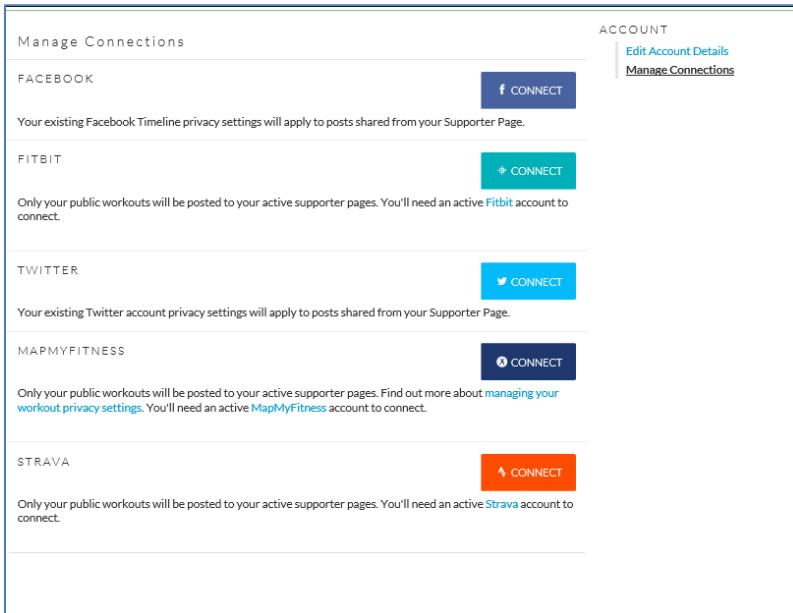 Manage Connections
FACEBOOK
f CONNECT
Your existing Facebook Timeline privacy settings will apply to posts shared from your Supporter Page.
FITBIT
CONNECT
Only your public workouts will be posted to your active supporter pages. You'll need an active Fitbit account to
connect.
TWITTER
CONNECT
Your existing Twitter account privacy settings will apply to posts shared from your Supporter Page.
MAPMYFITNESS
CONNECT
Only your public workouts will be posted to your active supporter pages. Find out more about managing your
workout privacy settings. You'll need an active MapMyFitness account to connect.
STRAVA
CONNECT
Only your public workouts will be posted to your active supporter pages. You'll need an active Strava account to
connect.
ACCOUNT
Edit Account Details
Manage Connections